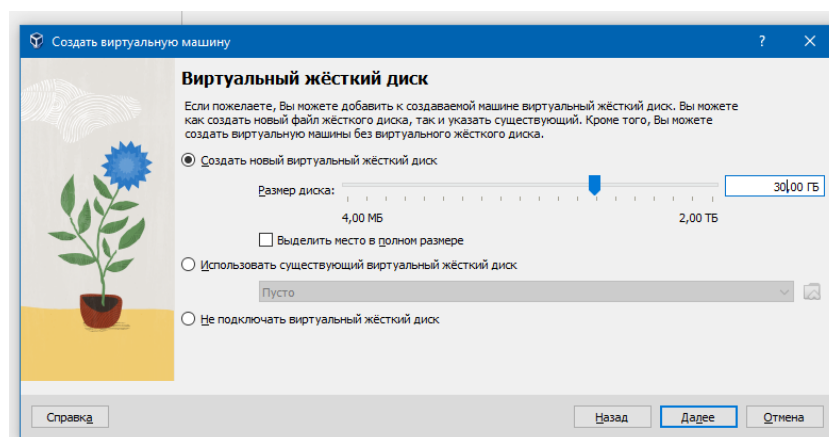 Создать виртуальную машину
Виртуальный жёсткий диск
Если пожелаете, Вы можете добавить к создаваемой машине виртуальный жёсткий диск. Вы можете
как создать новый файл жёсткого диска, так и указать существующий. Кроме того, Вы можете
создать виртуальную машины без виртуального жёсткого диска.
Создать новый виртуальный жёсткий диск
Размер диска:
30,00 ГБ
4,00 МБ
2,00 ТБ
Выделить место в полном размере
Использовать существующий виртуальный жёсткий диск
Пусто
Не подключать виртуальный жёсткий диск
Справка
Назад
Далее
Отмена